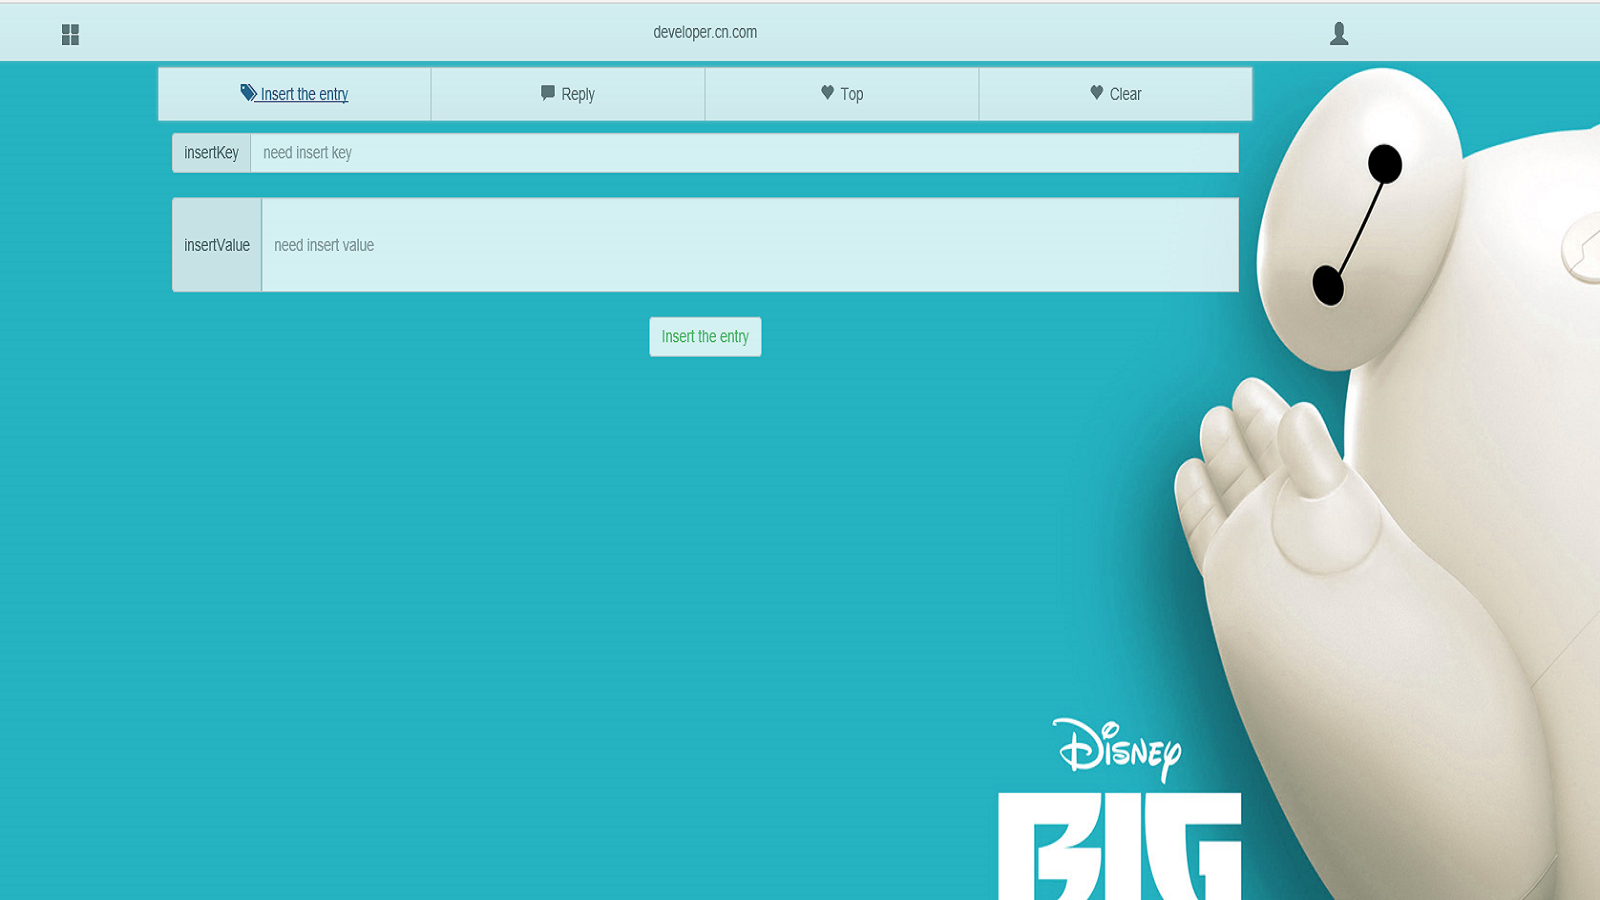 developer.cn.com
Insert the entry
Reply
Top
Clear
insertKey
need insert key
insertValue
need insert value
Insert the entry
DISNEY
BIG